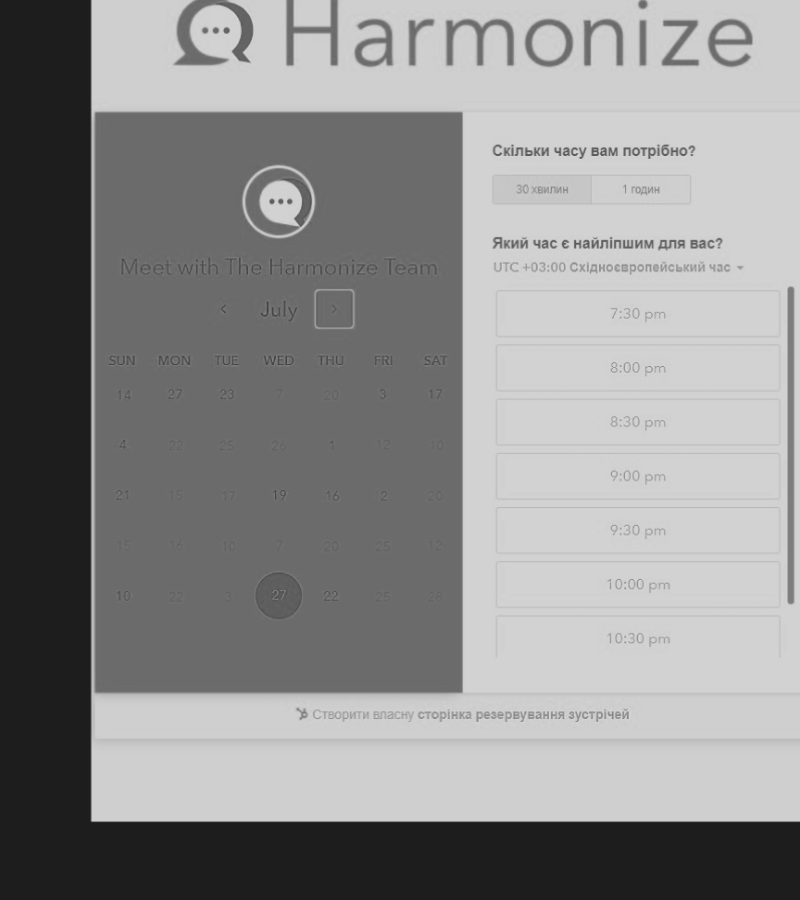 Harmonize
Meet with The Harmonize Team
July
SUN MON TUE WED THU FRI SAT
14 27 23 7 20 3 17
4 22 25 26 1 12 10
21 15 17 19 16 2 20
15 16 10 7 20 25 12
10 22 3 27 22 25 28
Скільки часу вам потрібно?
30 хвилин 1 годин
Який час є найліпшим для вас?
UTC +03:00 Східноєвропейський час
7:30 pm
8:00 pm
8:30 pm
9:00 pm
9:30 pm
10:00 pm
10:30 pm
Створити власну сторінка резервування зустрічей